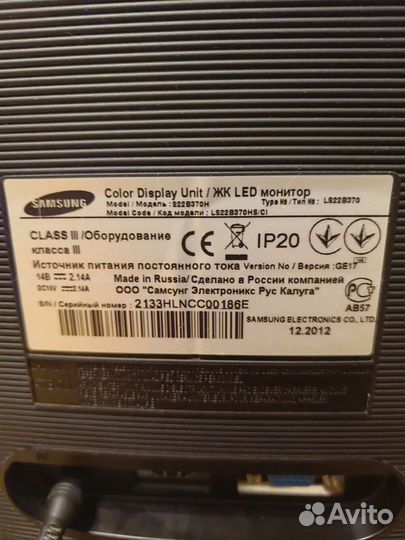 SAMSUNG
Color Display Unit / ЖК LED монитор
Model / Модель : S22B370H Type № / Тип № : LS22B370
Model Code / Код модели : LS22B370HS/CI
CLASS III /Оборудование
класса III
IP20
Источник питания постоянного тока Version No / Версия :GE17
14В 2.14A
DC14V 2.14A
Made in Russia/Сделано в России компанией
ООО "Самсунг Электроникс Рус Калуга"
S/N / Серийный номер : 2133HLNCC00186E
АВ57
SAMSUNG ELECTRONICS CO., LTD.
12.2012
Avito